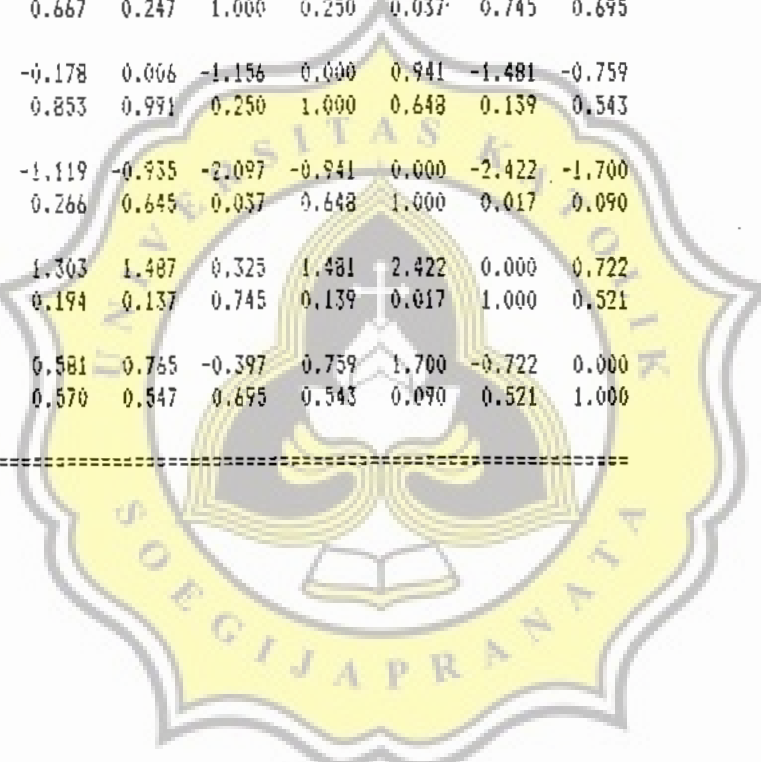 0.667 0.247 1.000 0.250 0.037 0.745 0.695
-0.178 0.006 -1.156 0.000 0.941 -1.481 -0.759
0.853 0.991 0.250 1.000 0.648 0.139 0.543
-1.119 -0.935 -2.097 -0.941 0.000 -2.422 -1.700
0.266 0.645 0.037 0.648 1.000 0.017 0.090
1.303 1.487 0.325 1.481 2.422 0.000 0.722
0.194 0.137 0.745 0.139 0.017 1.000 0.521
0.581 0.765 -0.397 0.759 1.700 -0.722 0.000
0.570 0.547 0.695 0.543 0.090 0.521 1.000
UNIVERSITAS KATOLIK
SOEGIJAPRANATA